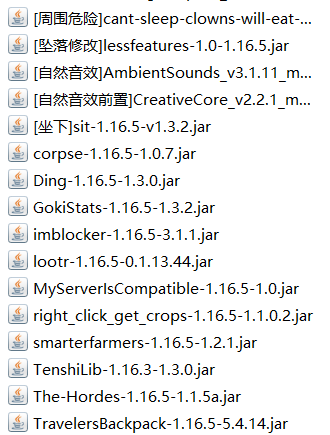 [周围危险]cant-sleep-clowns-will-eat-...
[坠落修改]lessfeatures-1.0-1.16.5.jar
[自然音效]AmbientSounds_v3.1.11_m...
[自然音效前置]CreativeCore_v2.2.1_m...
[坐下]sit-1.16.5-v1.3.2.jar
corpse-1.16.5-1.0.7.jar
Ding-1.16.5-1.3.0.jar
GokiStats-1.16.5-1.3.2.jar
imblocker-1.16.5-3.1.1.jar
lootr-1.16.5-0.1.13.44.jar
MyServerIsCompatible-1.16.5-1.0.jar
right_click_get_crops-1.16.5-1.1.0.2.jar
smarterfarmers-1.16.5-1.2.1.jar
TenshiLib-1.16.3-1.3.0.jar
The-Hordes-1.16.5-1.1.5a.jar
TravelersBackpack-1.16.5-5.4.14.jar